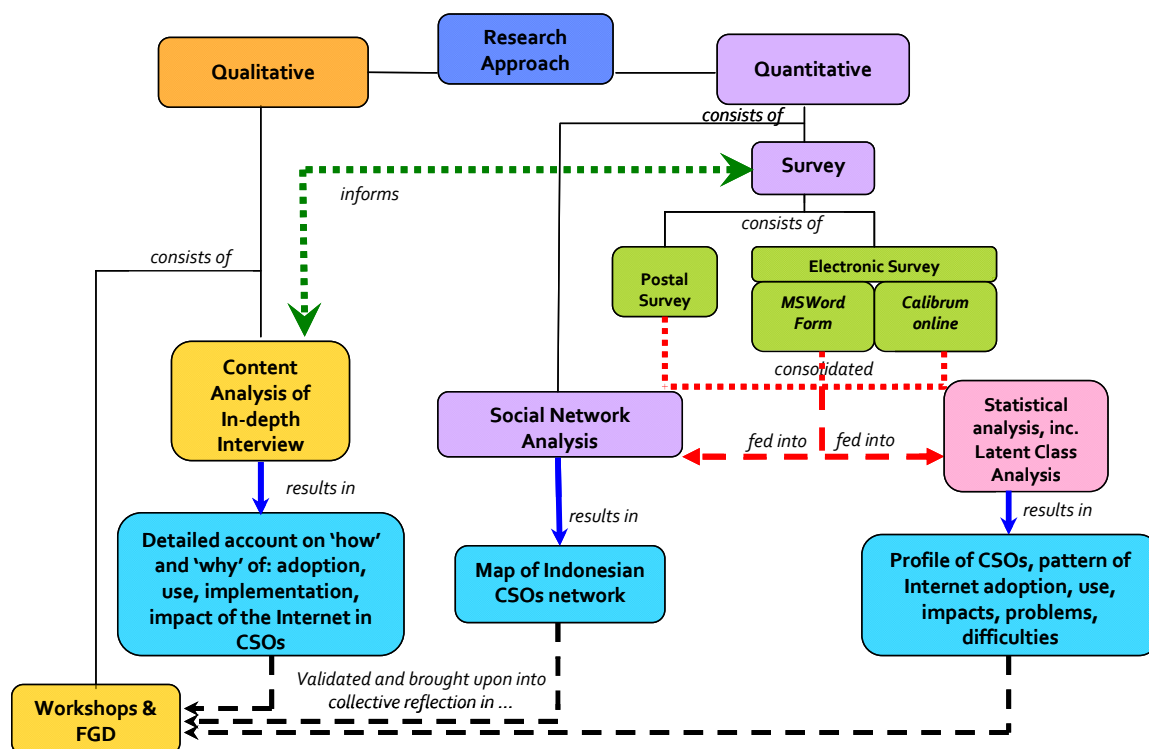 Research
Approach
Qualitative
Quantitative
consists of
Survey
informs
consists of
consists of
Postal
Survey
Electronic Survey
MSWord
Form
Calibrum
online
consolidated
Content
Analysis of
In-depth
Interview
Social Network
Analysis
fed into
fed into
Statistical
analysis, inc.
Latent Class
Analysis
results in
results in
results in
Detailed account on ‘how’
and ‘why’ of: adoption,
use, implementation,
impact of the Internet in
CSOs
Map of Indonesian
CSOs network
Profile of CSOs, pattern of
Internet adoption, use,
impacts, problems,
difficulties
Validated and brought upon into
collective reflection in ...
Workshops &
FGD